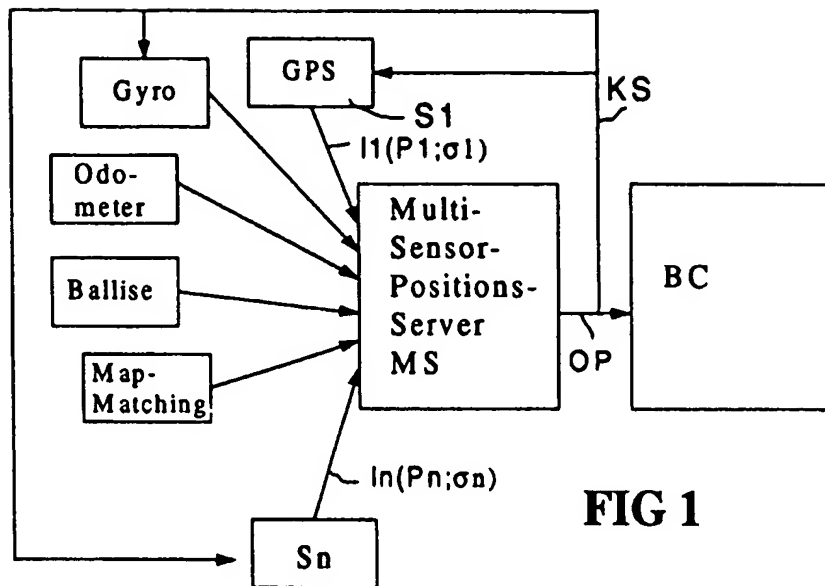 Gyro
GPS
S1
KS
I1(P1;σ1)
Odo-
meter
Ballise
Map-
Matching
Multi-
Sensor-
Positions-
Server
MS
OP
BC
In(Pn;σn)
Sn
FIG 1